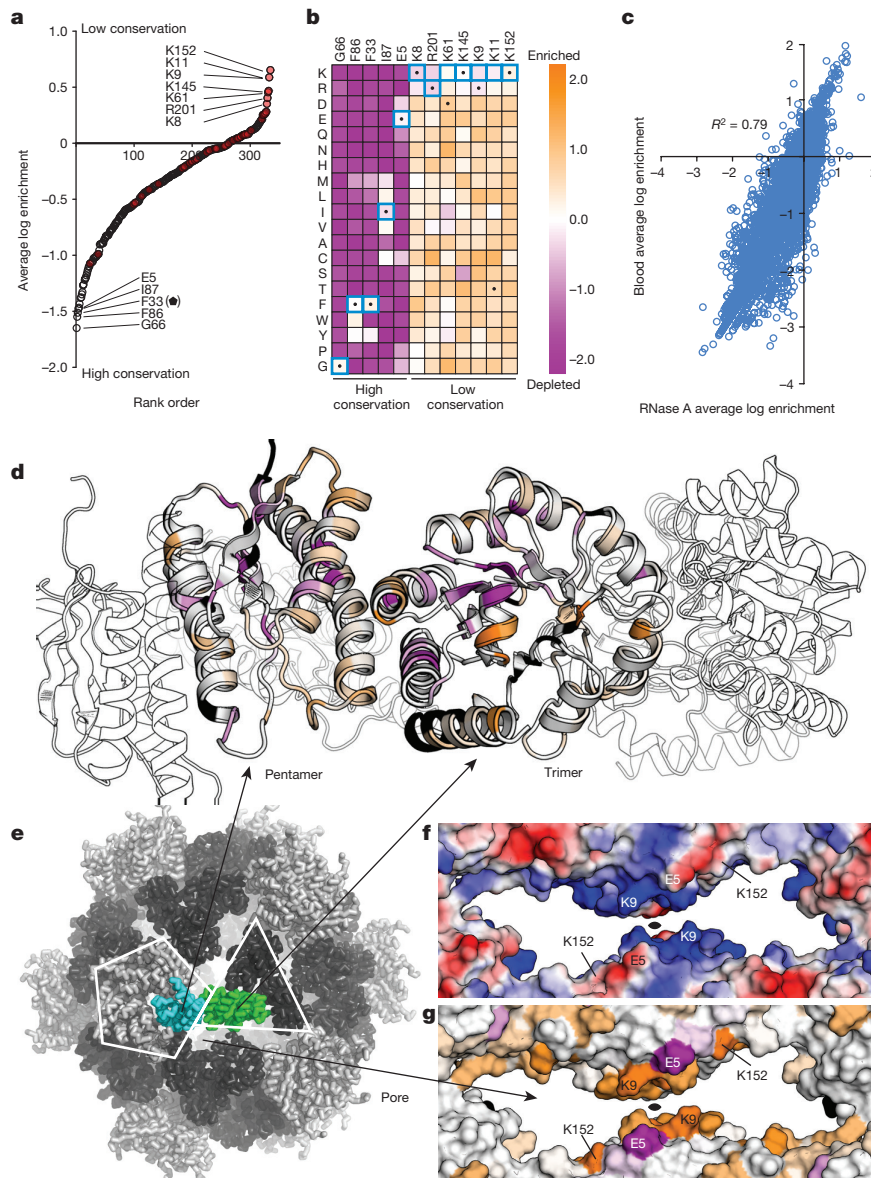 a
1.0
Low conservation
K152
K11
K9
K145
K61
R201
K8
0.5
0
100
200
300
−0.5
−1.0
−1.5
−2.0
Average log enrichment
E5
I87
F33 (⬟)
F86
G66
High conservation
Rank order
b
G66 F86 F33 I87 E5 K8 R201 K61 K145 K9 K11 K152
K
R
D
E
Q
N
H
M
L
I
V
A
C
S
T
F
W
Y
P
G
High conservation
Low conservation
Enriched
2.0
1.0
0.0
−1.0
−2.0
Depleted
c
2
1
R² = 0.79
−4 −3 −2 −1 1 2
−1
−2
−3
−4
Blood average log enrichment
RNase A average log enrichment
d
Pentamer
Trimer
e
Pore
f
E5
K152
K9
K9
K152
E5
g
E5
K152
K9
K9
K152
E5